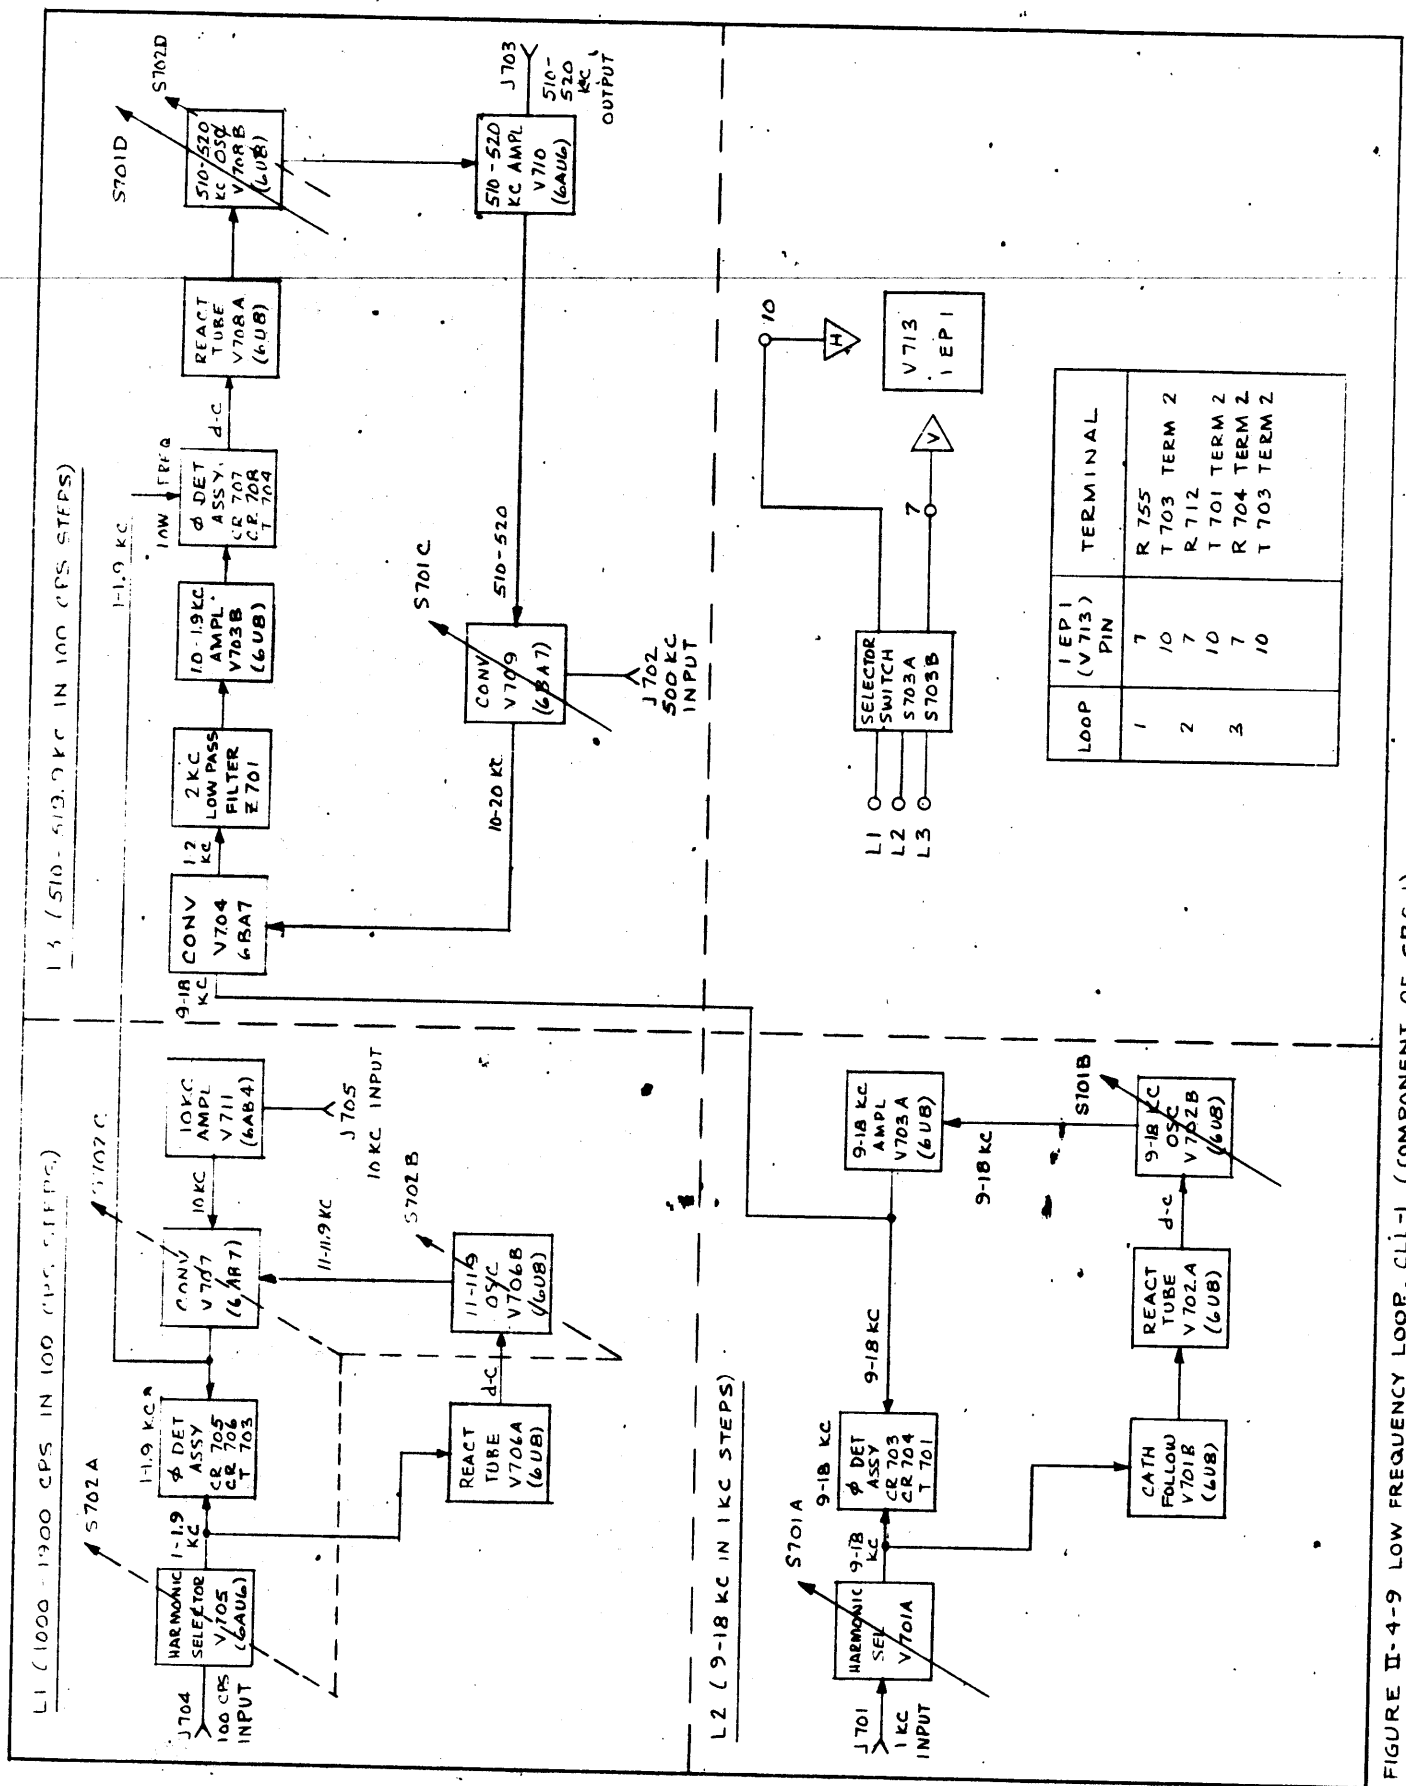 L1 (1000-1900 CPS IN 100 CPS STEPS)
J704
100 CPS
INPUT
HARMONIC
SELECTOR
V705
(6AU6)
S702A
1-1.9
KC
1-1.9 KC
φ DET
ASSY
CR 705
CR 706
T 703
CONV
V707
S702C
10KC
10KC
AMPL
V711
(6AB4)
J705
10 KC INPUT
11-11.9KC
S702B
11-11.9
OSC
V706B
(6U8)
d-C
REACT
TUBE
V706A
(6U8)
1-1.9 KC
L3 (510-519.9KC IN 100 CPS STEPS)
9-18
KC
CONV
V704
6BA7
1.2
KC
2 KC
LOW PASS
FILTER
Z701
1.0-1.9KC
AMPL.
V703B
(6U8)
LOW FREQ
φ DET
ASSY.
CR 707
CR 708
T 704
d-C
REACT
TUBE
V708A
(6U8)
510-520
KC OSC
V708B
(6U8)
S701D
S702D
510-520
KC AMPL
V710
(6AU6)
J703
510-
520
KC
OUTPUT
510-520
S701C
CONV
V709
(6BA7)
J702
500 KC
INPUT
10-20 KC
L2 (9-18 KC IN 1 KC STEPS)
J701
1 KC
INPUT
HARMONIC
SEL
V701A
S701A
9-18
KC
9-18 KC
φ DET
ASSY
CR 703
CR 704
T 701
9-18 KC
9-18 KC
AMPL
V703A
(6U8)
9-18 KC
S701B
9-18 KC
OSC
V702B
(6U8)
d-C
REACT
TUBE
V702A
(6U8)
CATH
FOLLOW
V701B
(6U8)
L1
L2
L3
SELECTOR
SWITCH
S703A
S703B
7
10
V
H
V713
1EP1
LOOP 1EP1 (V713) PIN TERMINAL
1 7 R 755
10 T 703 TERM 2
2 7 R 712
10 T 701 TERM 2
3 7 R 704 TERM 2
10 T 703 TERM 2
FIGURE II-4-9 LOW FREQUENCY LOOP, CLL-1 (COMPONENT OF